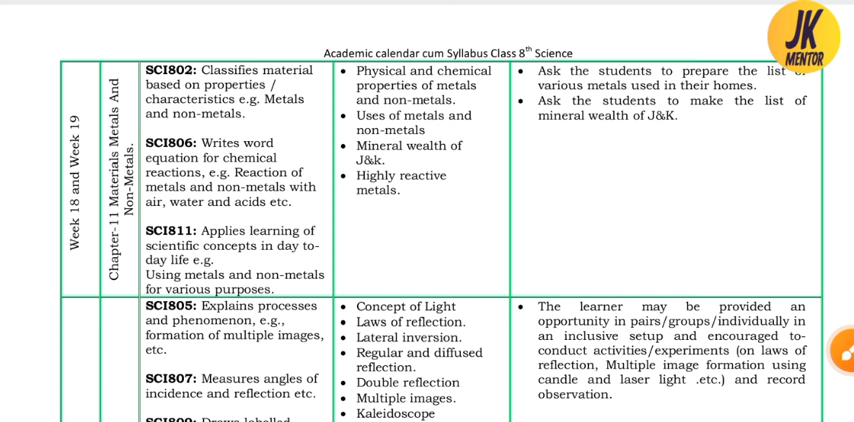 JK
MENTOR
Academic calendar cum Syllabus Class 8th Science
Week 18 and Week 19
Chapter-11 Materials Metals And
Non-Metals.
SCI802: Classifies material
based on properties /
characteristics e.g. Metals
and non-metals.
SCI806: Writes word
equation for chemical
reactions, e.g. Reaction of
metals and non-metals with
air, water and acids etc.
SCI811: Applies learning of
scientific concepts in day to-
day life e.g.
Using metals and non-metals
for various purposes.
• Physical and chemical
properties of metals
and non-metals.
• Uses of metals and
non-metals
• Mineral wealth of
J&k.
• Highly reactive
metals.
• Ask the students to prepare the list of
various metals used in their homes.
• Ask the students to make the list of
mineral wealth of J&K.
SCI805: Explains processes
and phenomenon, e.g.,
formation of multiple images,
etc.
SCI807: Measures angles of
incidence and reflection etc.
• Concept of Light
• Laws of reflection.
• Lateral inversion.
• Regular and diffused
reflection.
• Double reflection
• Multiple images.
• Kaleidoscope
• The learner may be provided an
opportunity in pairs/groups/individually in
an inclusive setup and encouraged to-
conduct activities/experiments (on laws of
reflection, Multiple image formation using
candle and laser light .etc.) and record
observation.